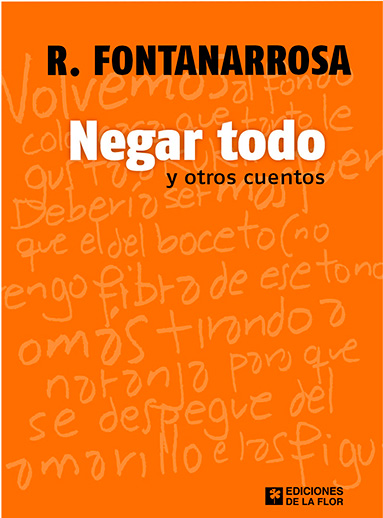 R. FONTANARROSA
Volvemos al fondo
Negar todo
y otros cuentos
Debería ser más
que el del boceto (no
tengo fibra de ese tono
o más tirando a
naranja para que
se despegue del
amarillo e las figu
EDICIONES
DE LA FLOR